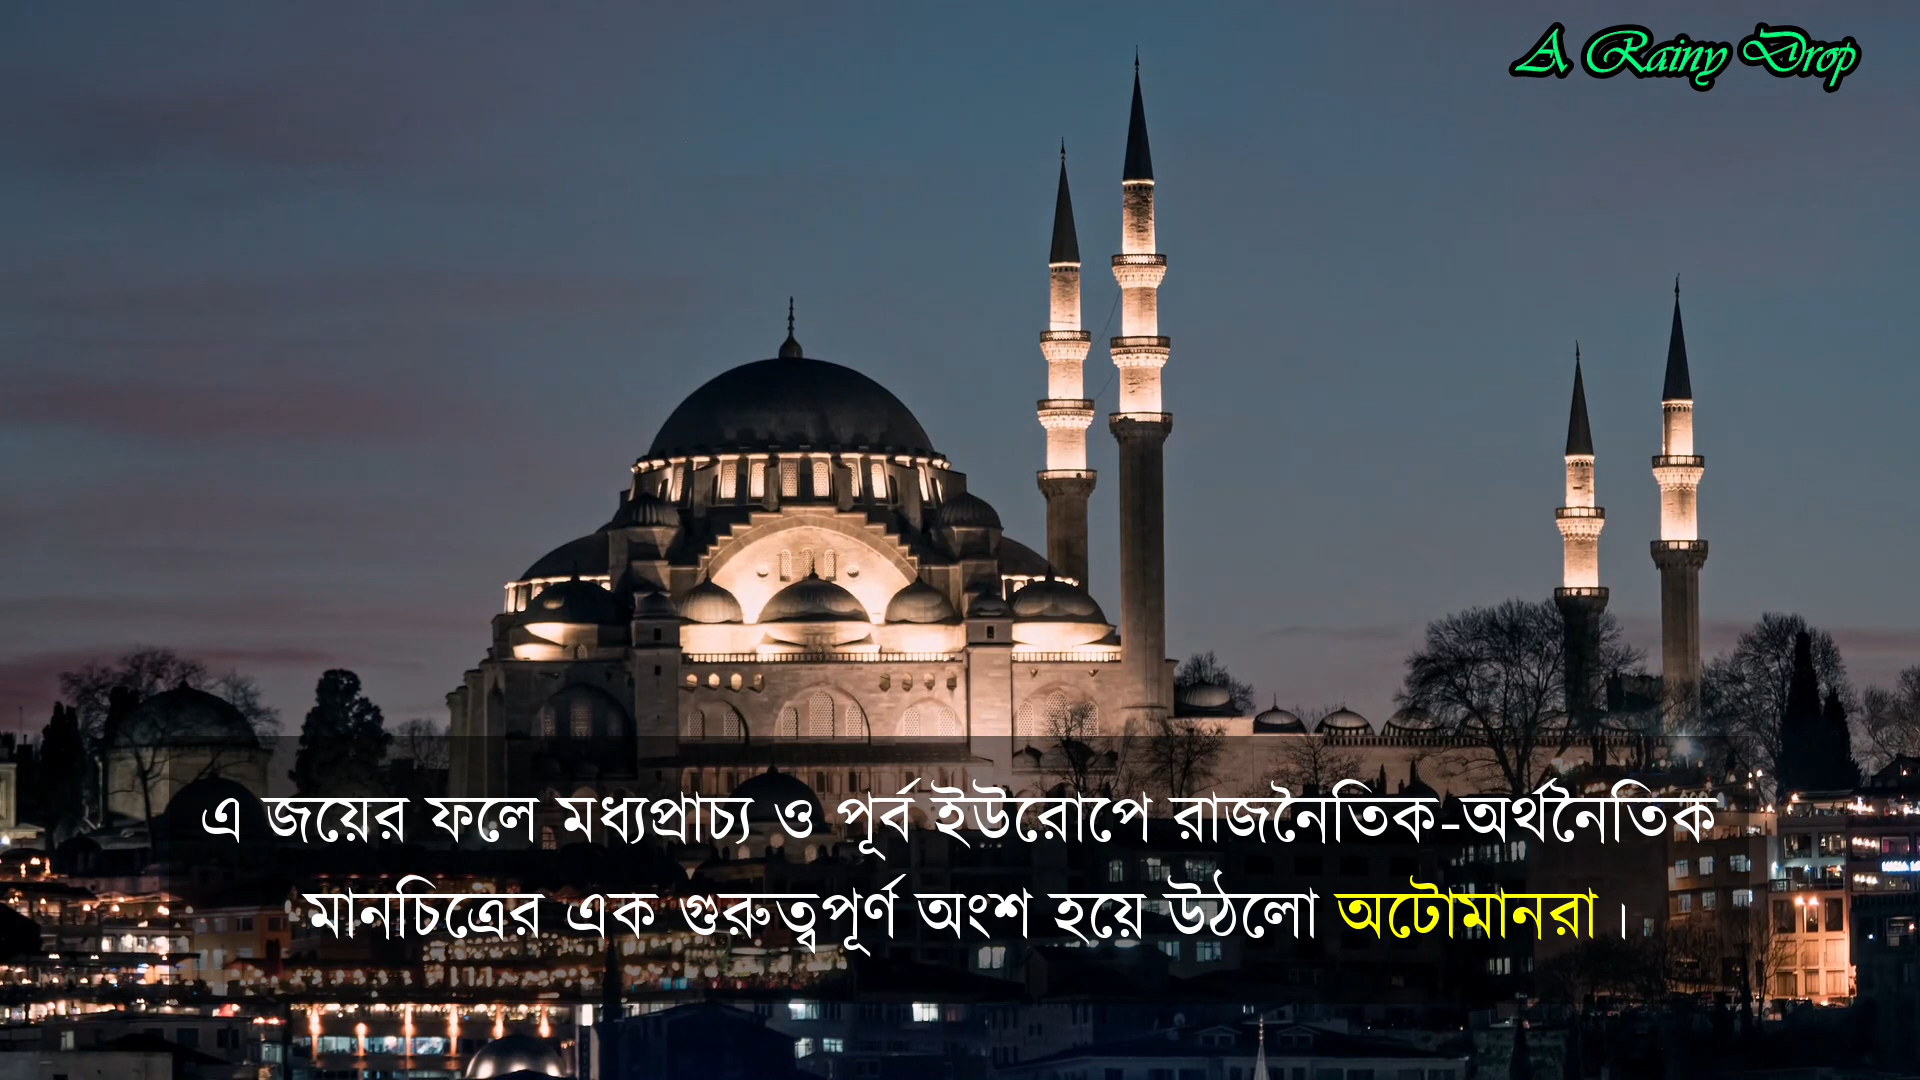 A Rainy Drop
এ জয়ের ফলে মধ্যপ্রাচ্য ও পূর্ব ইউরোপে রাজনৈতিক-অর্থনৈতিক
মানচিত্রের এক গুরুত্বপূর্ণ অংশ হয়ে উঠলো অটোমানরা।